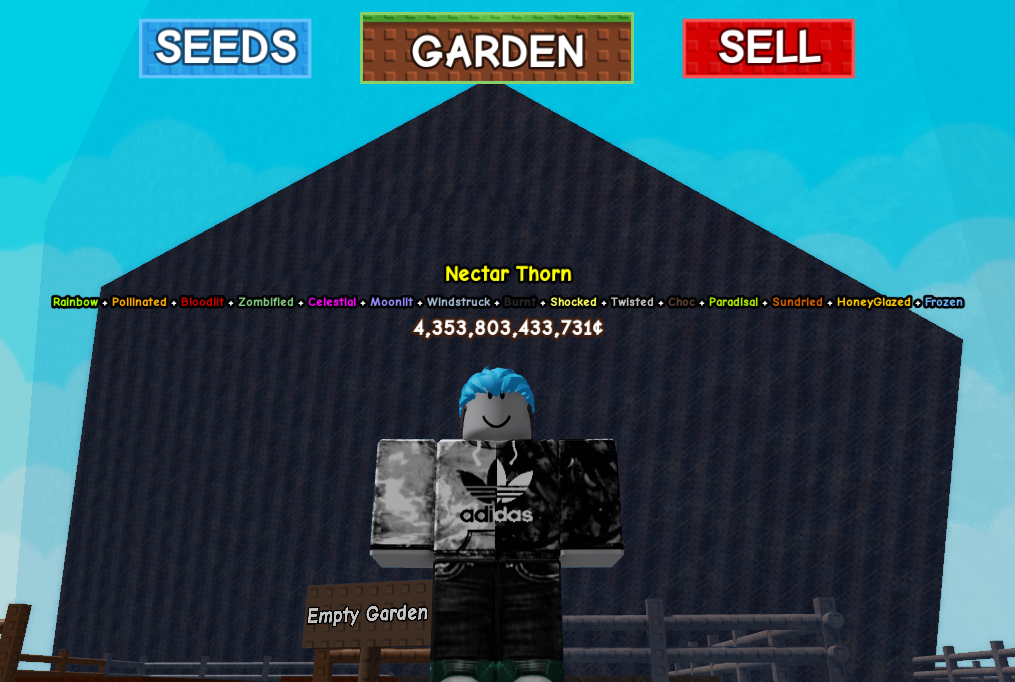 SEEDS GARDEN SELL
Nectar Thorn
Rainbow + Pollinated + Bloodlit + Zombified + Celestial + Moonlit + Windstruck + Burnt + Shocked + Twisted + Choc + Paradisal + Sundried + HoneyGlazed + Frozen
4,353,803,433,731¢
adidas
Empty Garden